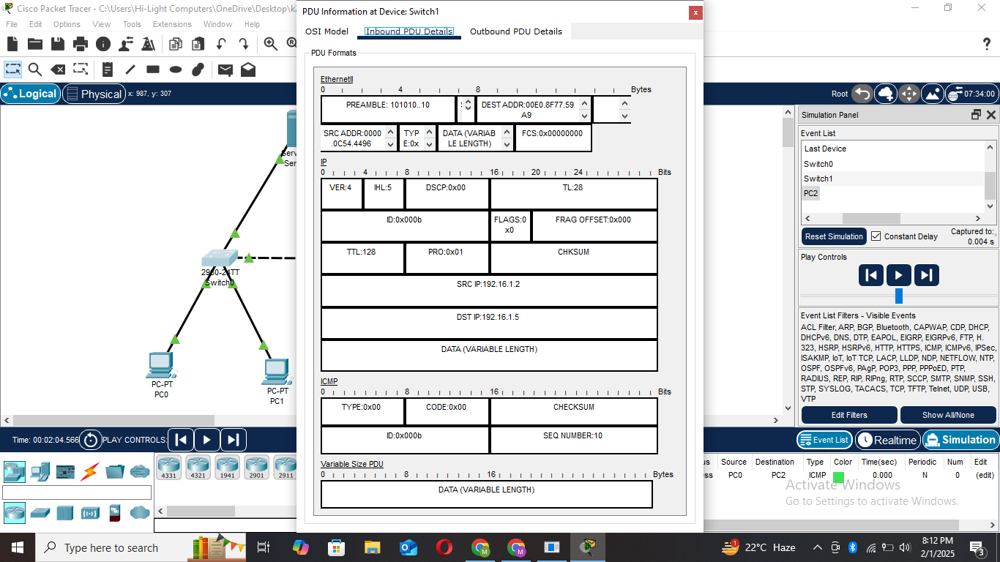 Cisco Packet Tracer - C:\Users\Hi-Light Computers\OneDrive\Desktop\k
PDU Information at Device: Switch1
x
File Edit Options View Tools Extensions Window Help
OSI Model Inbound PDU Details Outbound PDU Details
PDU Formats
EthernetII
0 4 8 Bytes
PREAMBLE: 101010..10
DEST ADDR:00E0.8F77.59
A9
SRC ADDR:0000
.0C54.4496
TYP
E:0x
DATA (VARIAB
LE LENGTH)
FCS:0x00000000
IP
0 4 8 16 20 24 Bits
VER:4 IHL:5 DSCP:0x00 TL:28
ID:0x000b FLAGS:0
x0
FRAG OFFSET:0x000
TTL:128 PRO:0x01 CHKSUM
SRC IP:192.16.1.2
DST IP:192.16.1.5
DATA (VARIABLE LENGTH)
ICMP
0 8 16 Bits
TYPE:0x00 CODE:0x00 CHECKSUM
ID:0x000b SEQ NUMBER:10
Variable Size PDU
0 8 16 Bytes
DATA (VARIABLE LENGTH)
Logical Physical x: 987, y: 307
Root 07:34:00
Serv
Ser
2960-24TT
Switch0
PC-PT
PC0
PC-PT
PC1
Simulation Panel
Event List
Last Device
Switch0
Switch1
PC2
Reset Simulation Constant Delay Captured to:
0.004 s
Play Controls
Event List Filters - Visible Events
ACL Filter, ARP, BGP, Bluetooth, CAPWAP, CDP, DHCP,
DHCPv6, DNS, DTP, EAPOL, EIGRP, EIGRPv6, FTP, H.
323, HSRP, HSRPv6, HTTP, HTTPS, ICMP, ICMPv6, IPSec,
ISAKMP, IoT, IoT TCP, LACP, LLDP, NDP, NETFLOW, NTP,
OSPF, OSPFv6, PAgP, POP3, PPP, PPPoED, PTP,
RADIUS, REP, RIP, RIPng, RTP, SCCP, SMTP, SNMP, SSH,
STP, SYSLOG, TACACS, TCP, TFTP, Telnet, UDP, USB,
VTP
Edit Filters Show All/None
Time: 00:02:04.566 PLAY CONTROLS:
Event List Realtime Simulation
4331 4321 1941 2901 2911
us Source Destination Type Color Time(sec) Periodic Num Edit
ess PC0 PC2 ICMP 0.000 N 0 (edit)
Activate Windows
Go to Settings to activate Windows.
Type here to search
1
22°C Haze
8:12 PM
2/1/2025
3